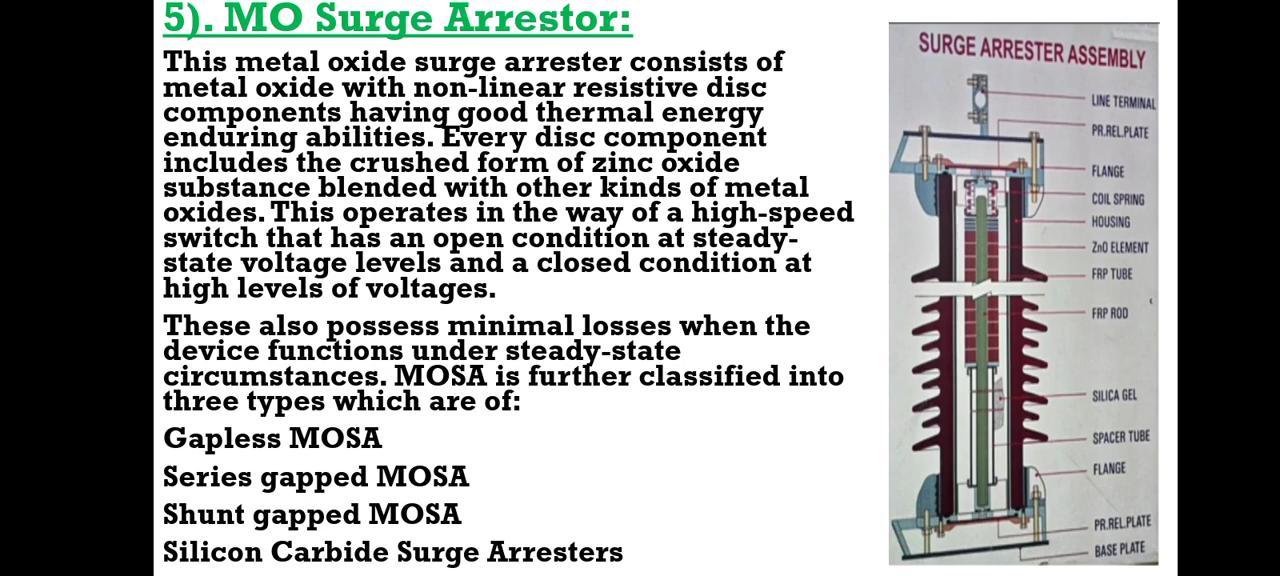 5). MO Surge Arrestor:
This metal oxide surge arrester consists of
metal oxide with non-linear resistive disc
components having good thermal energy
enduring abilities. Every disc component
includes the crushed form of zinc oxide
substance blended with other kinds of metal
oxides. This operates in the way of a high-speed
switch that has an open condition at steady-
state voltage levels and a closed condition at
high levels of voltages.
These also possess minimal losses when the
device functions under steady-state
circumstances. MOSA is further classified into
three types which are of:
Gapless MOSA
Series gapped MOSA
Shunt gapped MOSA
Silicon Carbide Surge Arresters
SURGE ARRESTER ASSEMBLY
LINE TERMINAL
PR.REL.PLATE
FLANGE
COIL SPRING
HOUSING
ZnO ELEMENT
FRP TUBE
FRP ROD
SILICA GEL
SPACER TUBE
FLANGE
PR.REL.PLATE
BASE PLATE